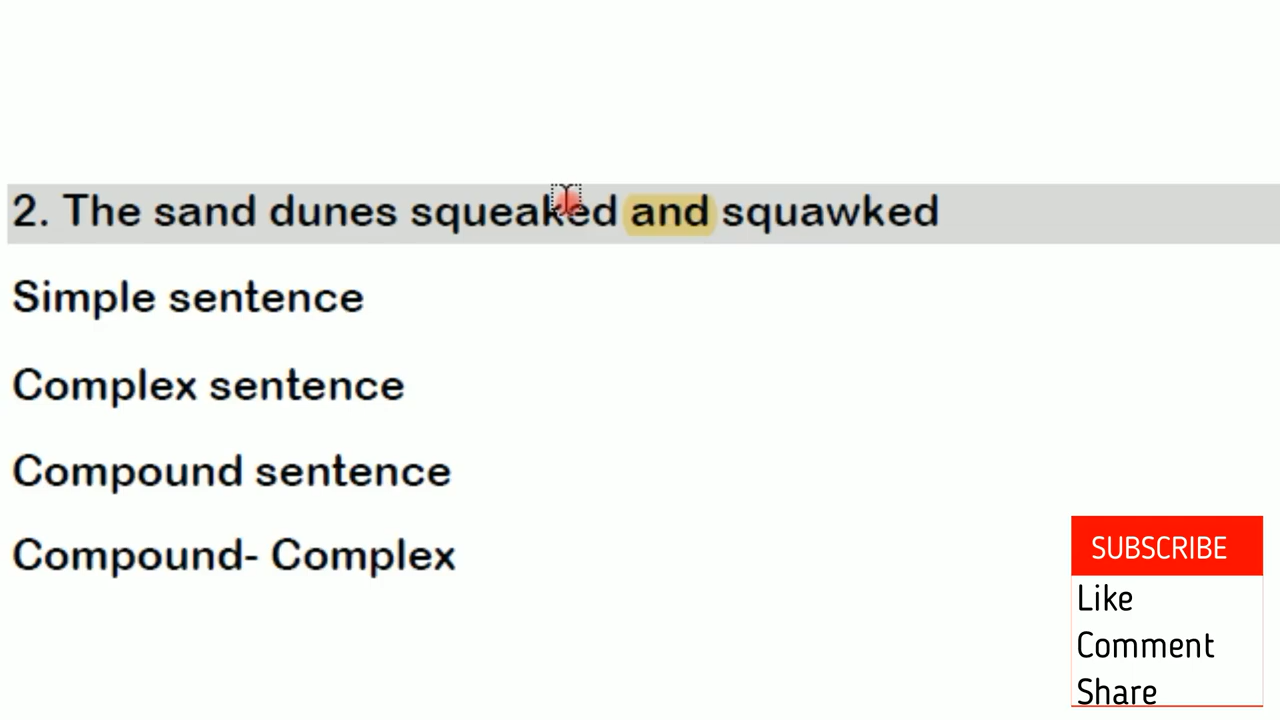 2. The sand dunes squeaked and squawked
Simple sentence
Complex sentence
Compound sentence
Compound- Complex
SUBSCRIBE
Like
Comment
Share